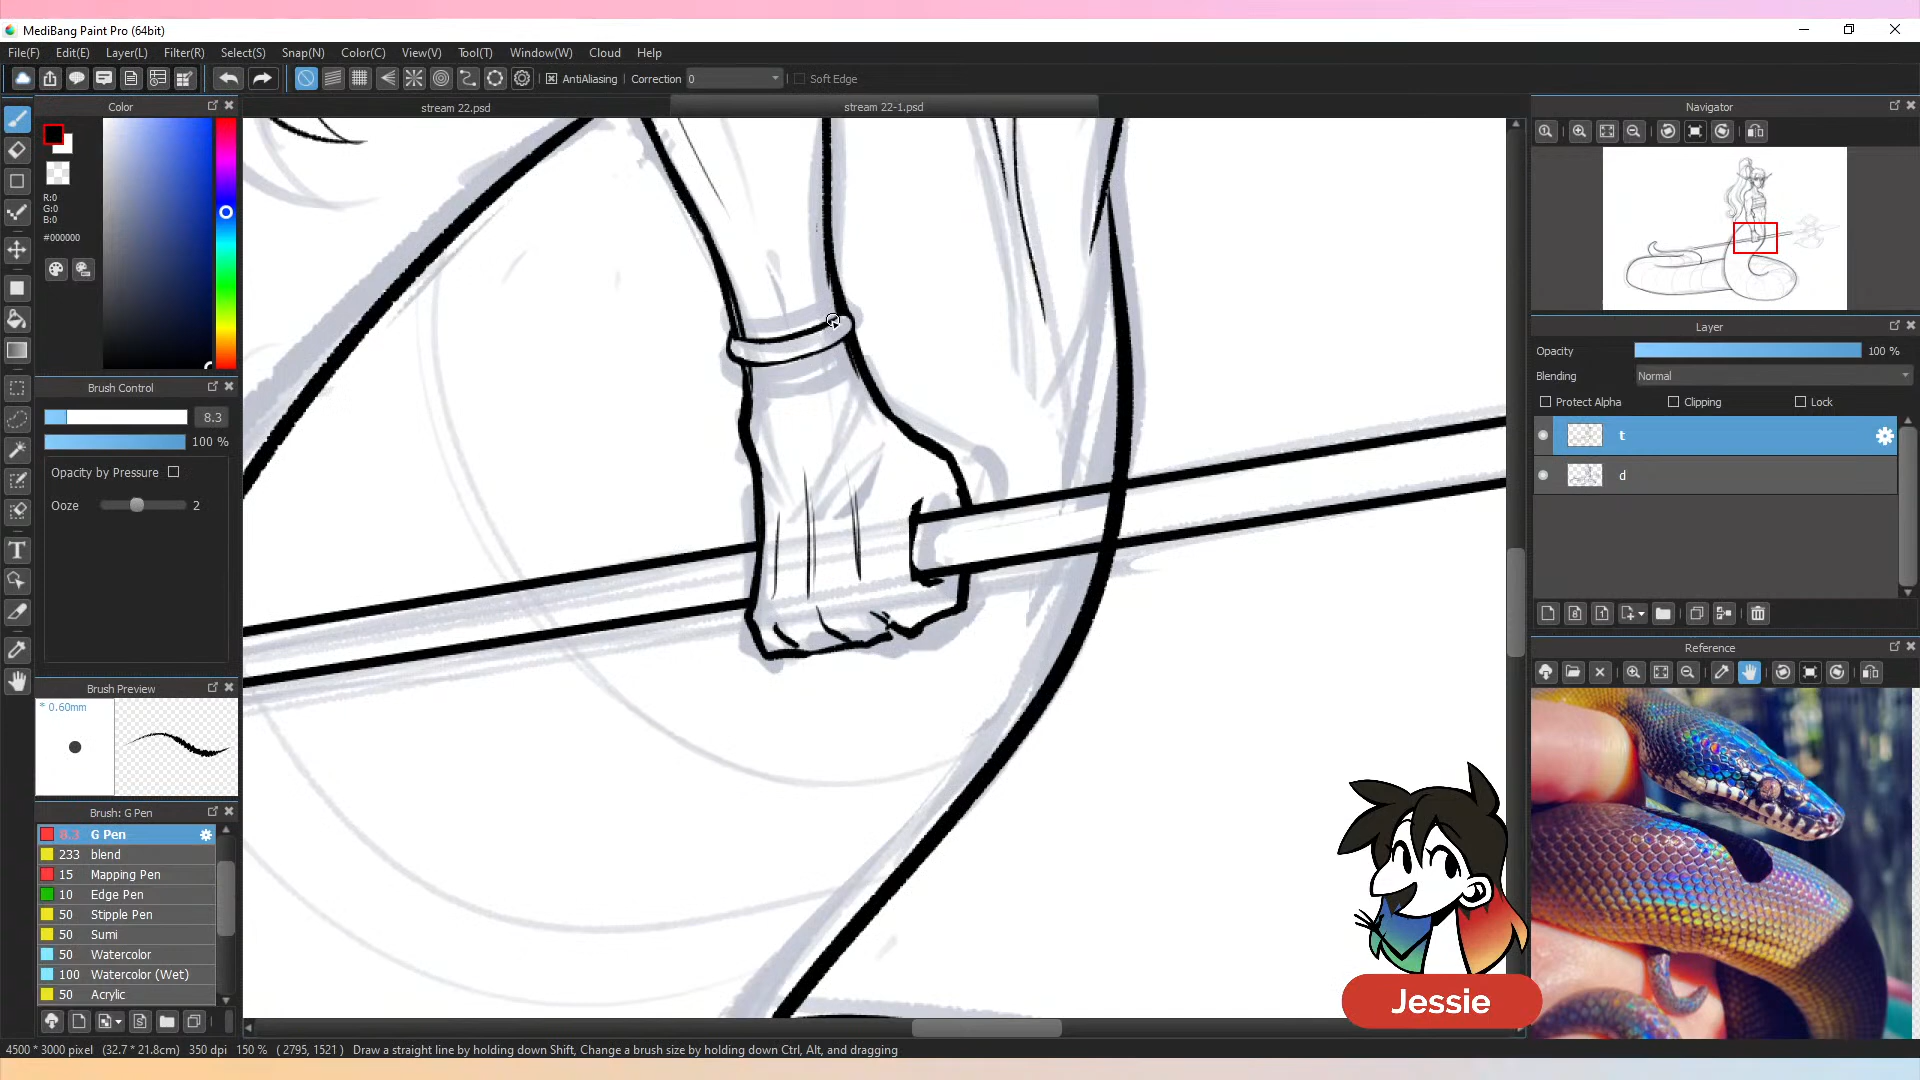 MediBang Paint Pro (64bit)
File(F) Edit(E) Layer(L) Filter(R) Select(S) Snap(N) Color(C) View(V) Tool(T) Window(W) Cloud Help
AntiAliasing Correction 0 Soft Edge
Color
stream 22.psd
stream 22-1.psd
Navigator
R:0
G:0
B:0
#000000
Brush Control
8.3
100 %
Opacity by Pressure
Ooze 2
Brush Preview
* 0.60mm
Brush: G Pen
8.3 G Pen
233 blend
15 Mapping Pen
10 Edge Pen
50 Stipple Pen
50 Sumi
50 Watercolor
100 Watercolor (Wet)
50 Acrylic
Layer
Opacity 100 %
Blending Normal
Protect Alpha Clipping Lock
t
d
Reference
Jessie
4500 * 3000 pixel (32.7 * 21.8cm) 350 dpi 150 % ( 2795, 1521 ) Draw a straight line by holding down Shift, Change a brush size by holding down Ctrl, Alt, and dragging